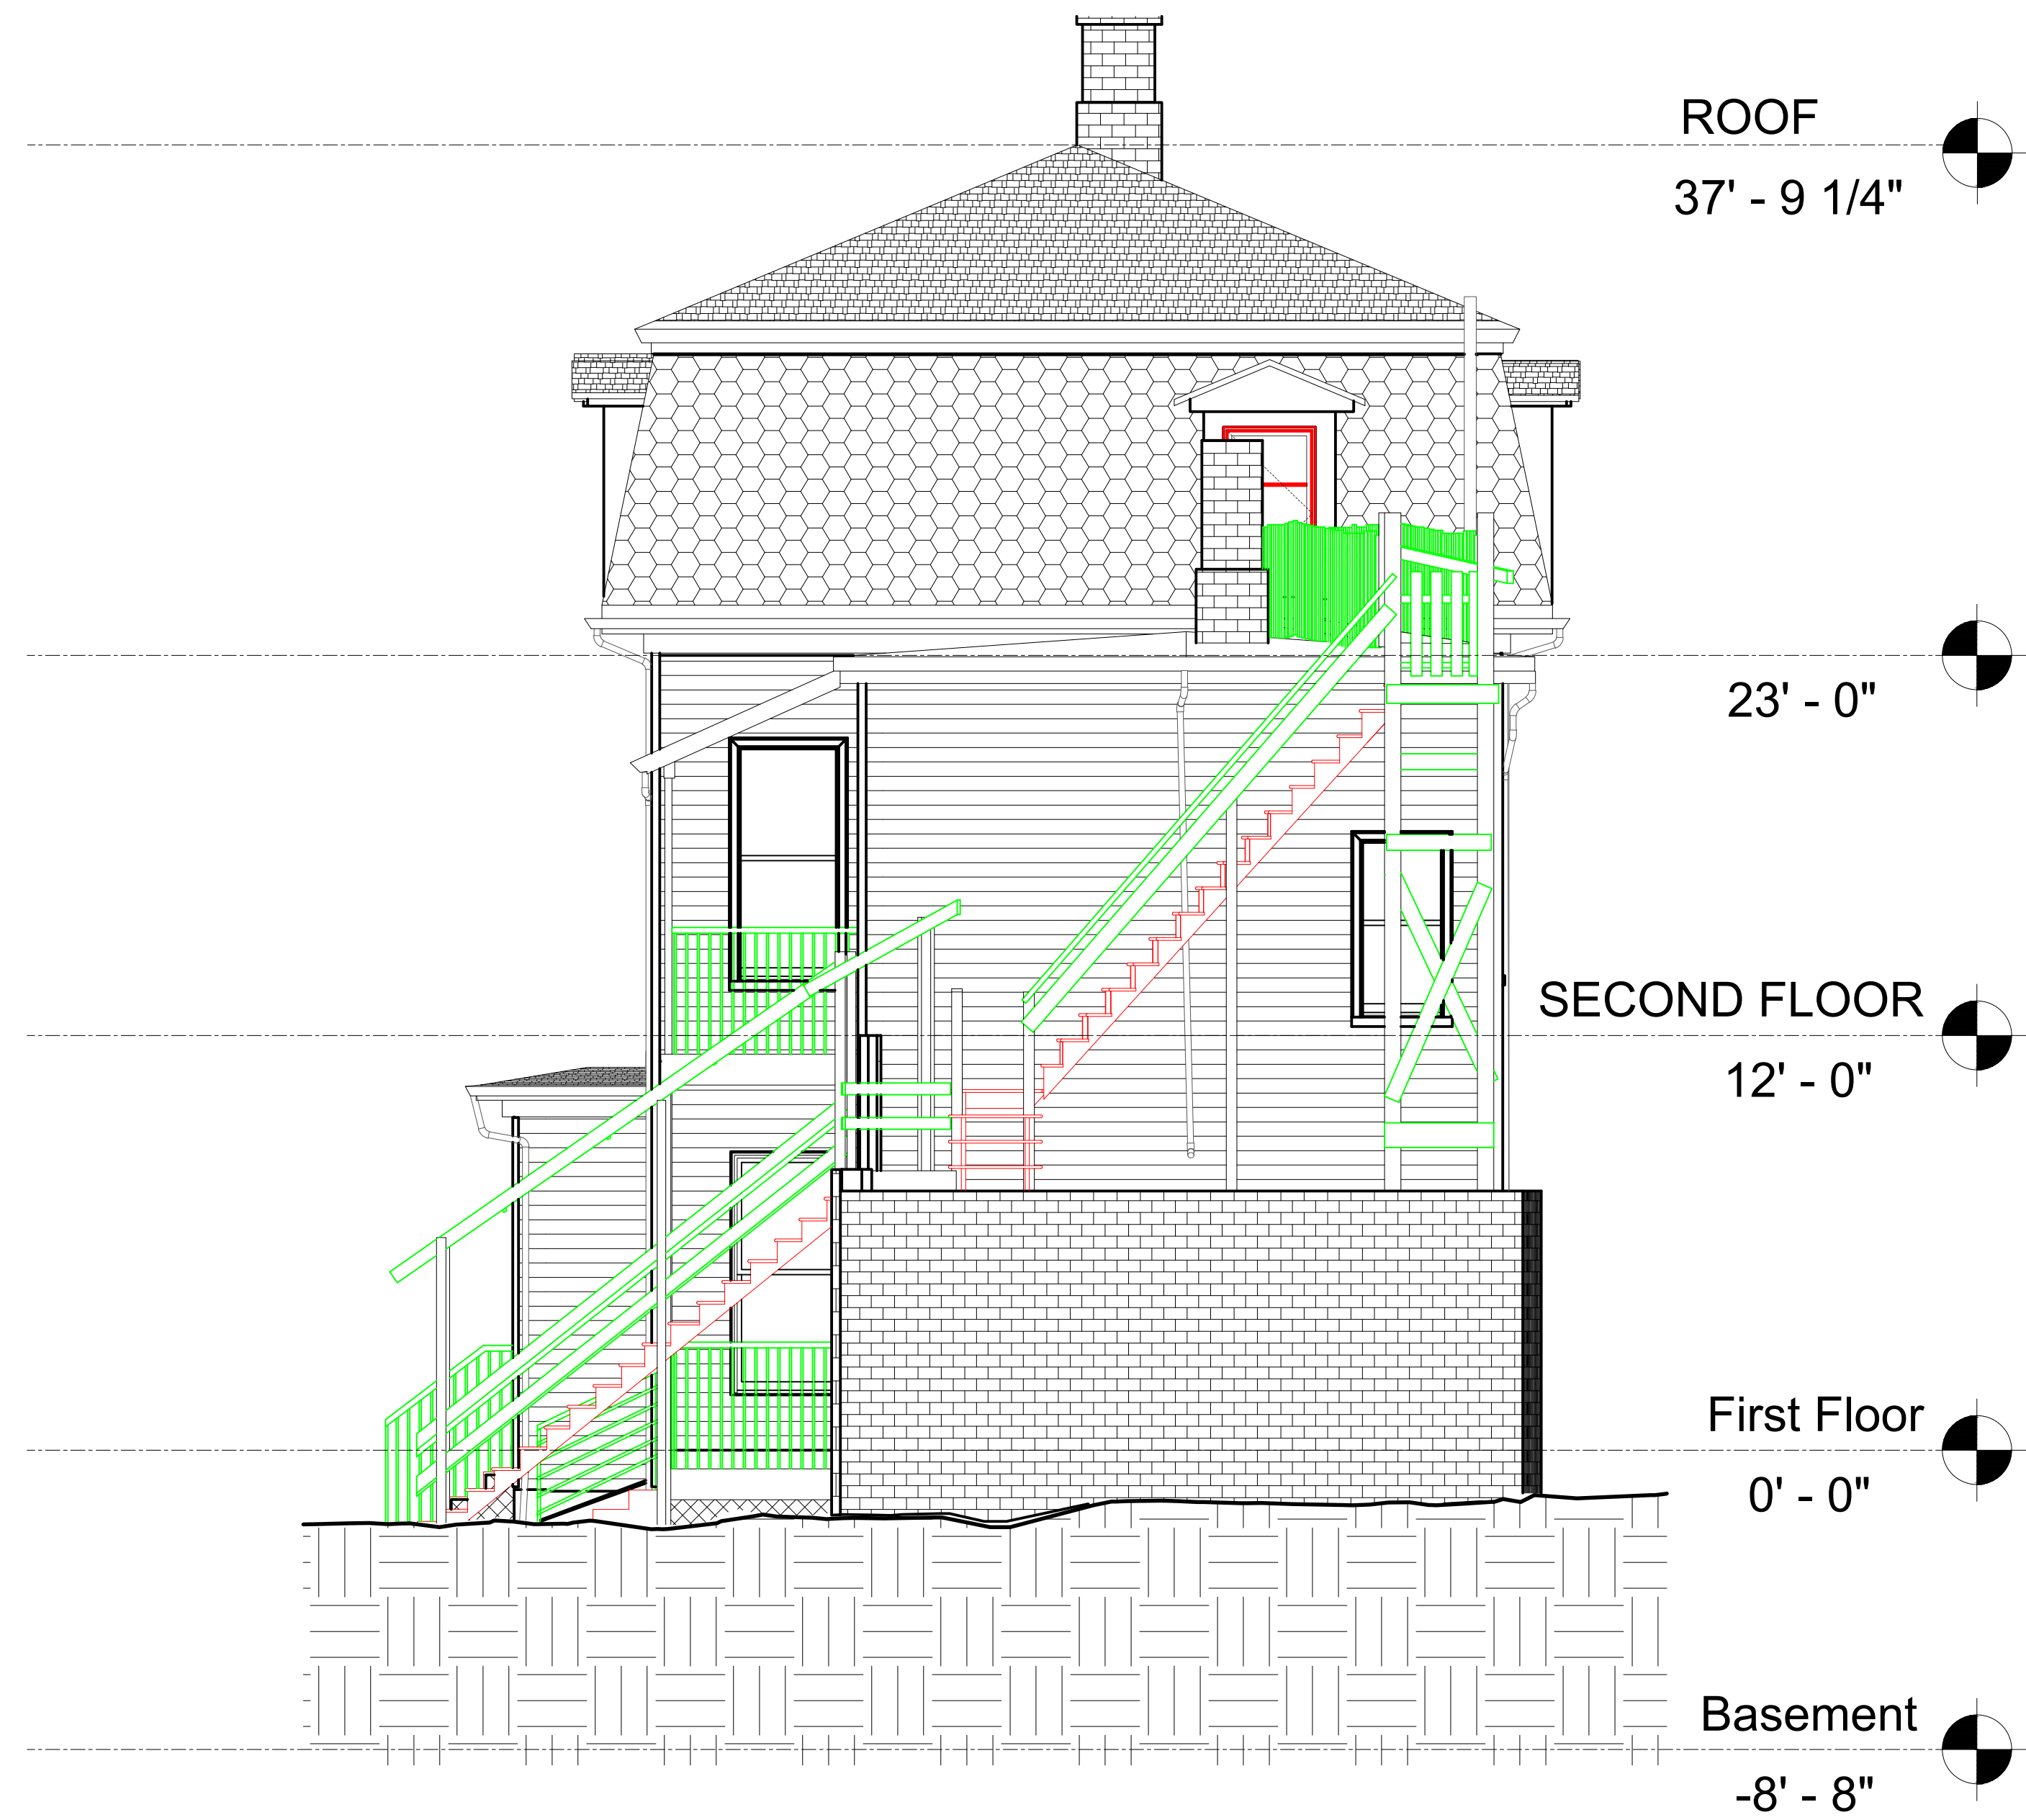 ROOF
37' - 9 1/4"
23' - 0"
SECOND FLOOR
12' - 0"
First Floor
0' - 0"
Basement
-8' - 8"